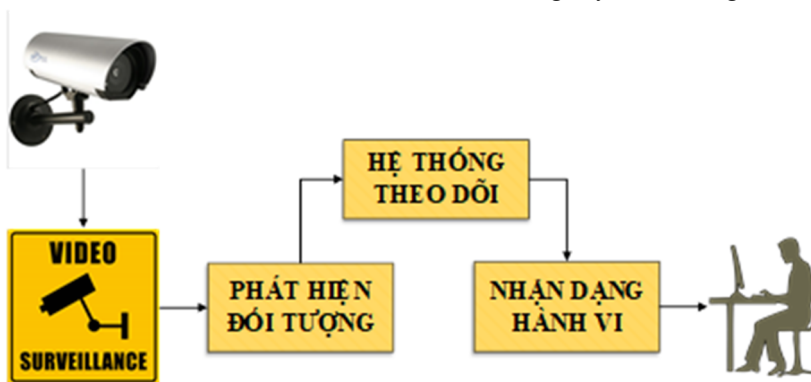 HỆ THỐNG
THEO DÕI
VIDEO
SURVEILLANCE
PHÁT HIỆN
ĐỐI TƯỢNG
NHẬN DẠNG
HÀNH VI